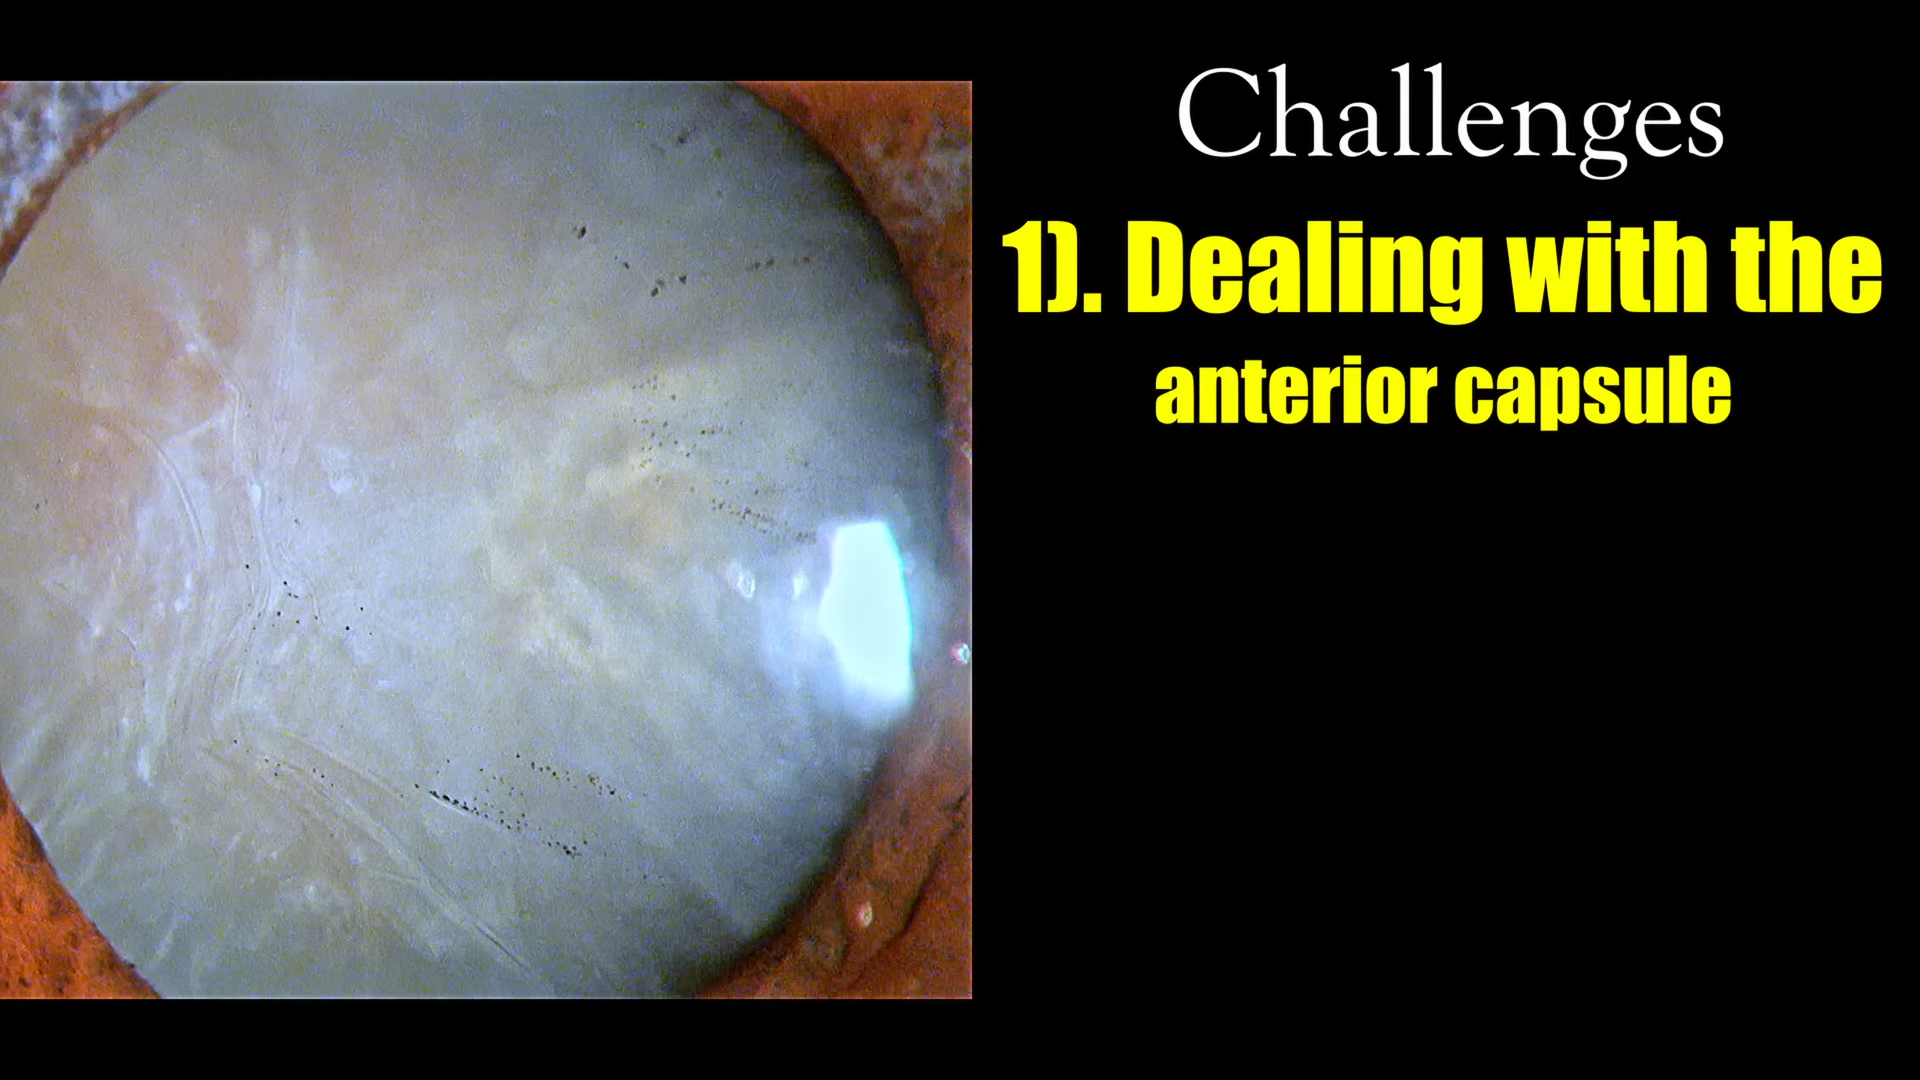 Challenges
1). Dealing with the
anterior capsule